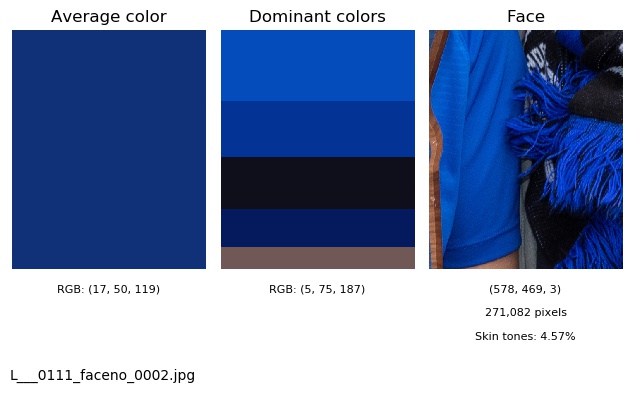 Average color
Dominant colors
Face
RGB: (17, 50, 119)
RGB: (5, 75, 187)
(578, 469, 3)
271,082 pixels
Skin tones: 4.57%
L___0111_faceno_0002.jpg